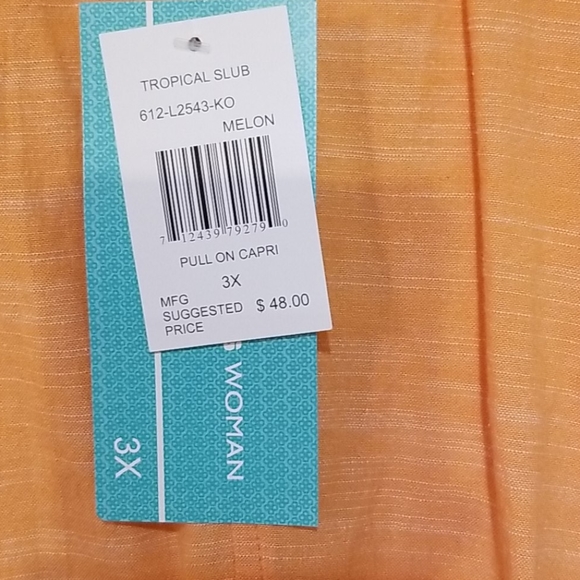 TROPICAL SLUB
612-L2543-KO
MELON
7 12439 79279 0
PULL ON CAPRI
3X
MFG
SUGGESTED $ 48.00
PRICE
WOMAN
3X